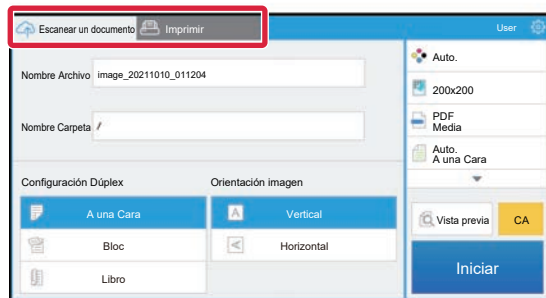 Escanear un documento Imprimir User
Nombre Archivo image_20211010_011204
Nombre Carpeta /
Configuración Dúplex Orientación imagen
A una Cara A Vertical
Bloc Horizontal
Libro
Auto.
200x200
PDF
Media
Auto.
A una Cara
Vista previa CA
Iniciar